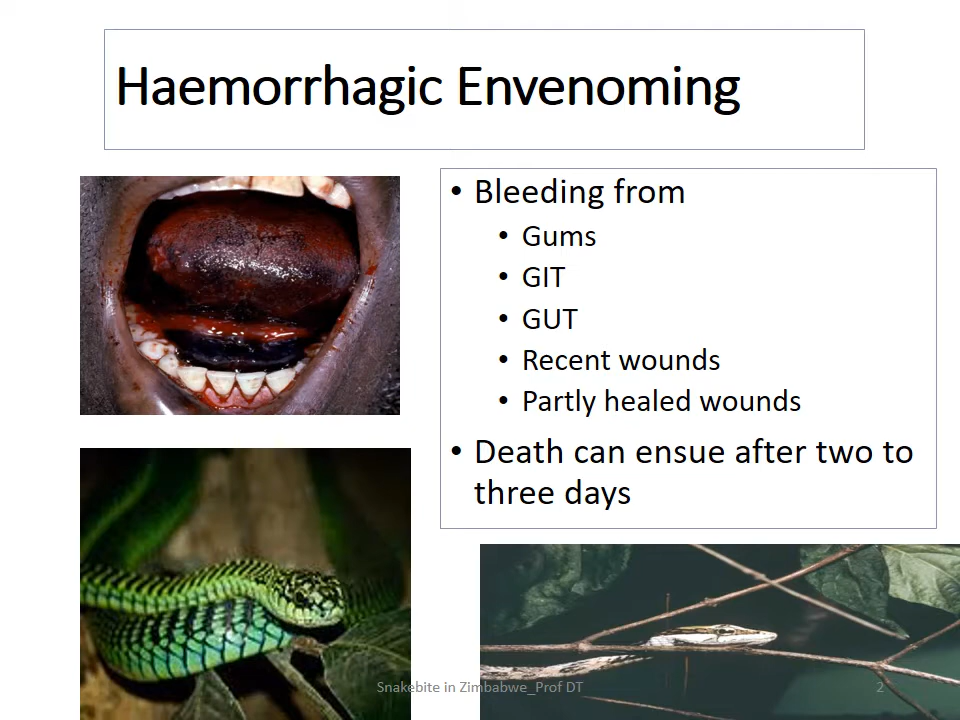 Haemorrhagic Envenoming
• Bleeding from
• Gums
• GIT
• GUT
• Recent wounds
• Partly healed wounds
• Death can ensue after two to
three days
Snakebite in Zimbabwe_Prof DT
2